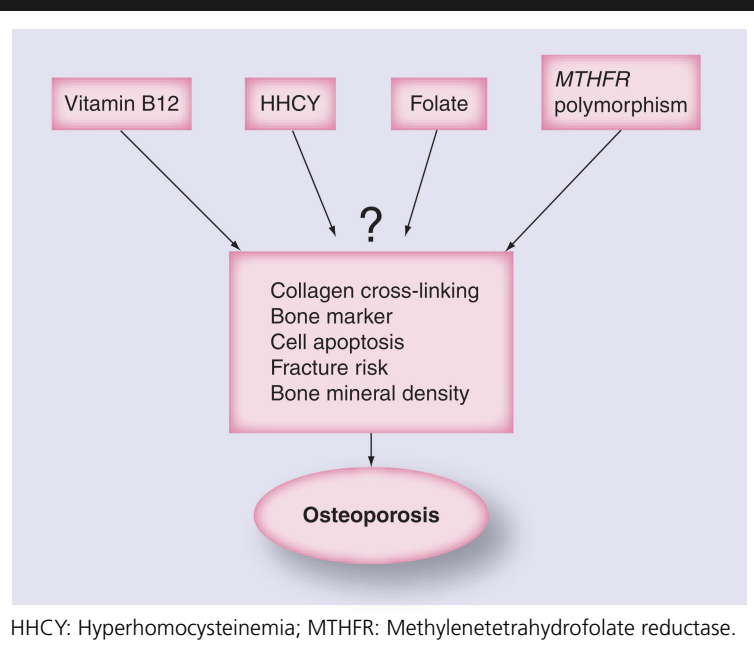 Vitamin B12
HHCY
Folate
MTHFR
polymorphism
?
Collagen cross-linking
Bone marker
Cell apoptosis
Fracture risk
Bone mineral density
Osteoporosis
HHCY: Hyperhomocysteinemia; MTHFR: Methylenetetrahydrofolate reductase.